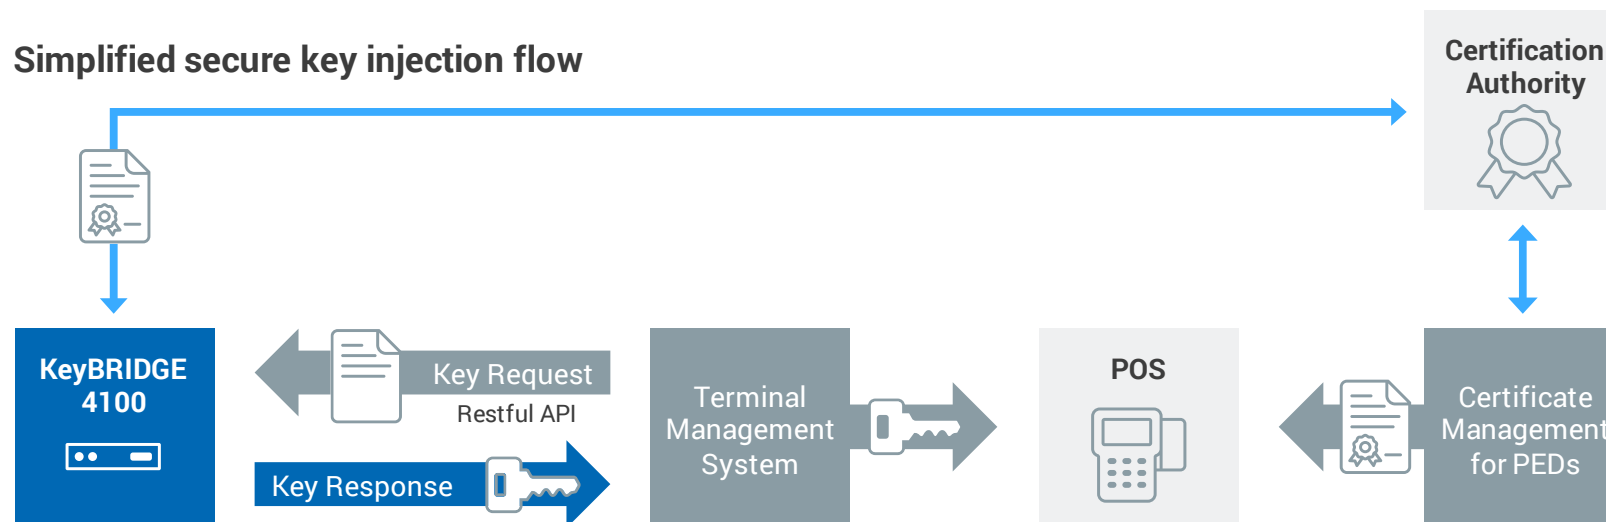 Simplified secure key injection flow
Certification
Authority
KeyBRIDGE
4100
Key Request
Restful API
Key Response
Terminal
Management
System
POS
Certificate
Management
for PEDs